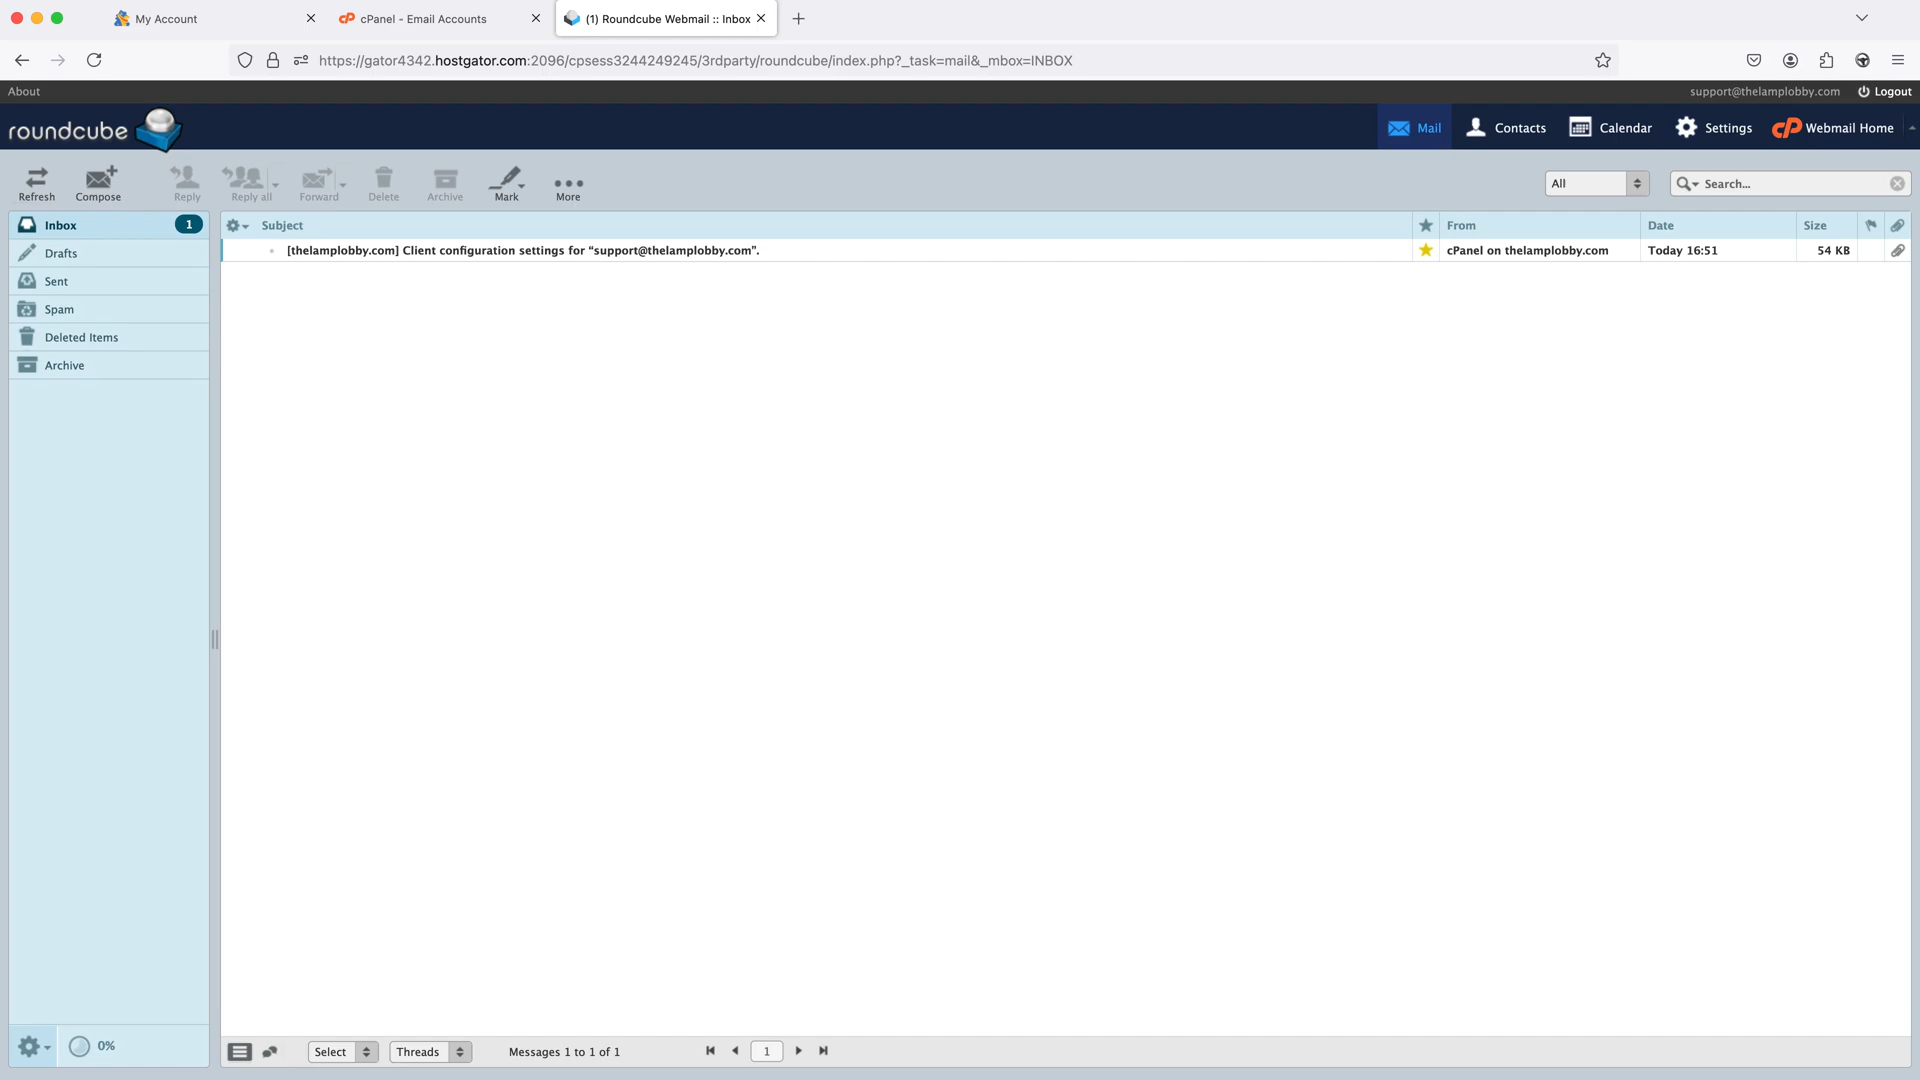 My Account
cPanel - Email Accounts
(1) Roundcube Webmail :: Inbox
https://gator4342.hostgator.com:2096/cpsess3244249245/3rdparty/roundcube/index.php?_task=mail&_mbox=INBOX
About
support@thelamplobby.com
Logout
roundcube
Mail
Contacts
Calendar
Settings
cP
Webmail Home
Refresh
Compose
Reply
Reply all
Forward
Delete
Archive
Mark
More
All
Search...
Inbox
1
Drafts
Sent
Spam
Deleted Items
Archive
Subject
From
Date
Size
[thelamplobby.com] Client configuration settings for “support@thelamplobby.com”.
cPanel on thelamplobby.com
Today 16:51
54 KB
0%
Select
Threads
Messages 1 to 1 of 1
1